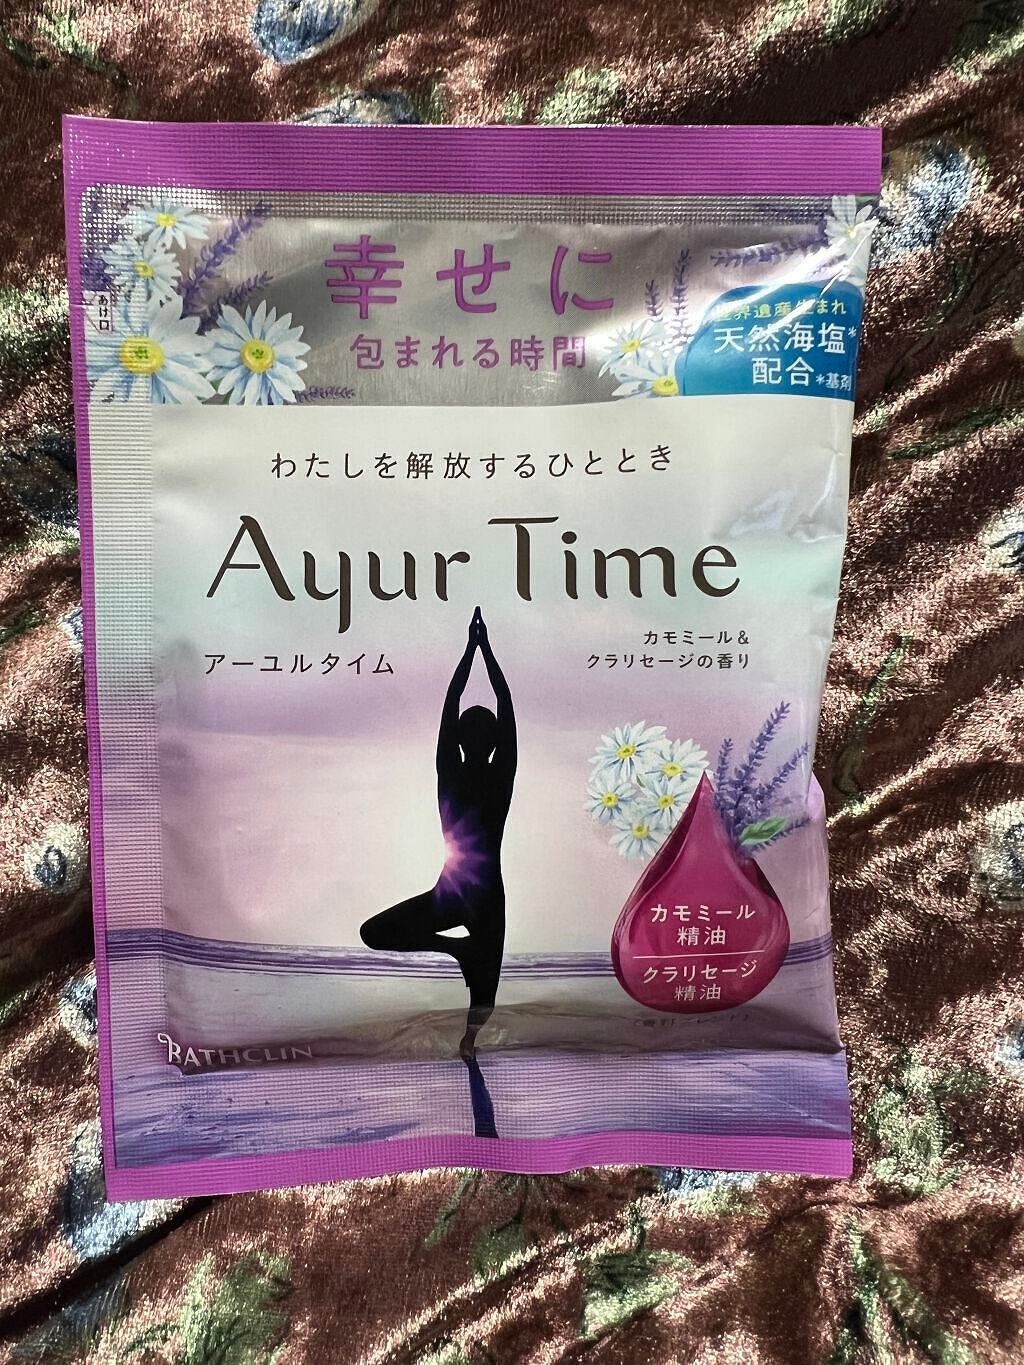 幸せに
包まれる時間
あけ口
世界遺産生まれ
天然海塩*
配合*基剤
わたしを解放するひととき
Ayur Time
アーユルタイム
カモミール&
クラリセージの香り
カモミール
精油
クラリセージ
精油
BATHCLIN